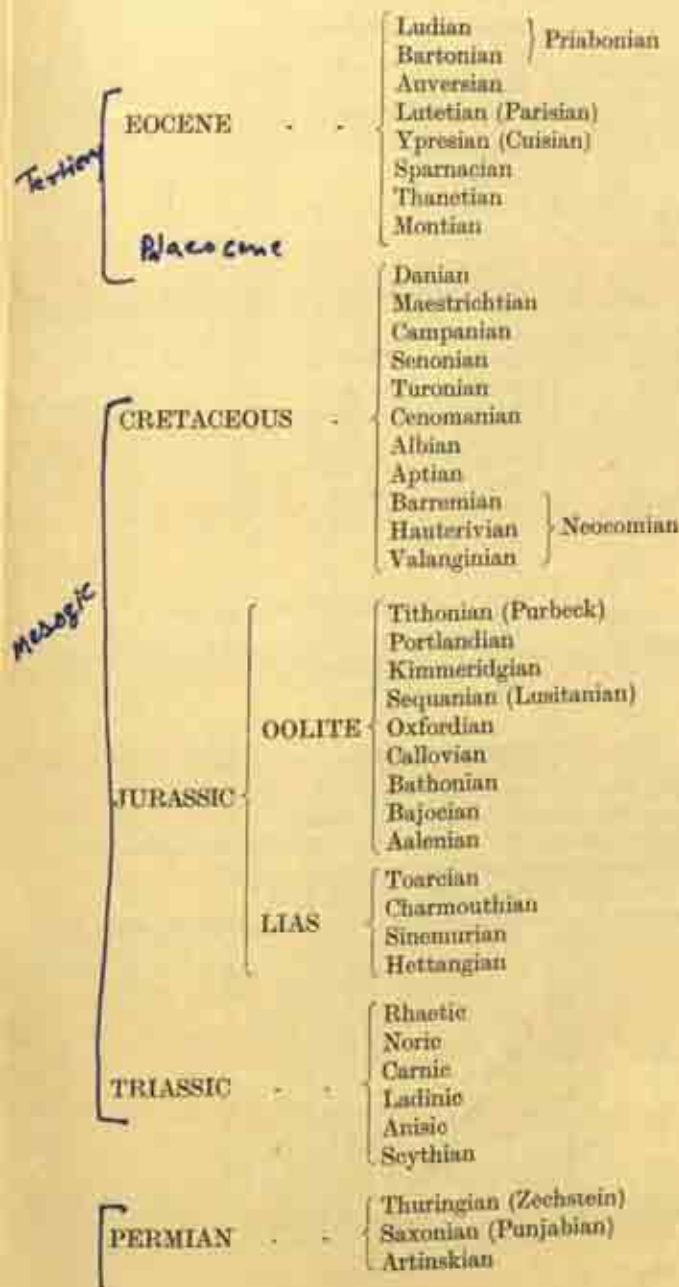 Ludian
Bartonian
Priabonian
Auversian
EOCENE - -
Lutetian (Parisian)
Ypresian (Cuisian)
Tertiary
Sparnacian
Thanetian
Montian
Palaeocene
Danian
Maestrichtian
Campanian
Senonian
Turonian
CRETACEOUS -
Cenomanian
Albian
Aptian
Barremian
Hauterivian
Neocomian
Valanginian
Mesozic
Tithonian (Purbeck)
Portlandian
Kimmeridgian
Sequanian (Lusitanian)
OOLITE
Oxfordian
Callovian
Bathonian
JURASSIC
Bajocian
Aalenian
Toarcian
Charmouthian
LIAS
Sinemurian
Hettangian
Rhaetic
Noric
Carnic
TRIASSIC - -
Ladinic
Anisic
Scythian
Thuringian (Zechstein)
PERMIAN - -
Saxonian (Punjabian)
Artinskian